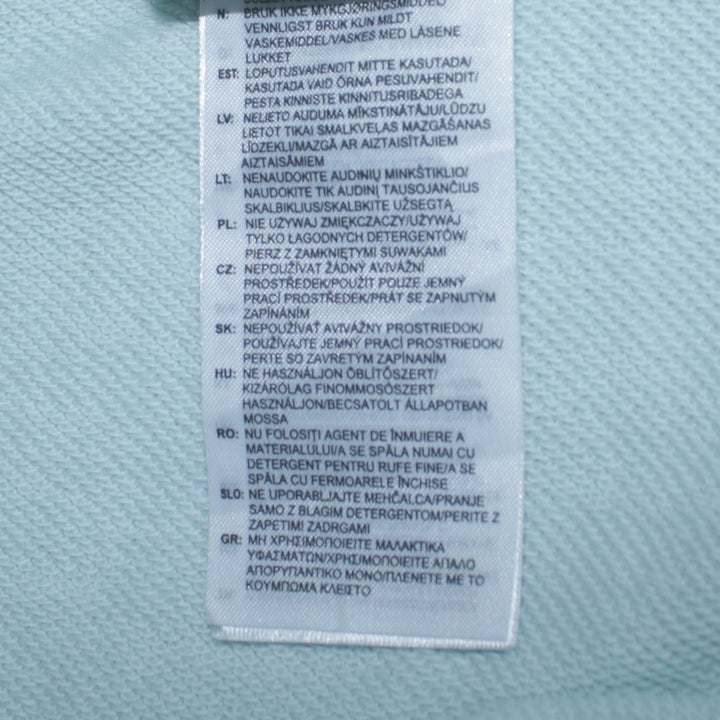 N: BRUK IKKE MYKGJØRINGSMIDDEL/
VENNLIGST BRUK KUN MILDT
VASKEMIDDEL/VASKES MED LÅSENE
LUKKET
EST: LOPUTUSVAHENDIT MITTE KASUTADA/
KASUTADA VAID ÕRNA PESUVAHENDIT/
PESTA KINNISTE KINNITUSRIBADEGA
LV: NELIETO AUDUMA MĪKSTINĀTĀJU/LŪDZU
LIETOT TIKAI SMALKVEĻAS MAZGĀŠANAS
LĪDZEKLI/MAZGĀ AR AIZTAISĪTĀJIEM
AIZTAISĀMIEM
LT: NENAUDOKITE AUDINIŲ MINKŠTIKLIO/
NAUDOKITE TIK AUDINĮ TAUSOJANČIUS
SKALBIKLIUS/SKALBKITE UŽSEGTĄ
PL: NIE UŻYWAJ ZMIĘKCZACZY/UŻYWAJ
TYLKO ŁAGODNYCH DETERGENTÓW/
PIERZ Z ZAMKNIĘTYMI SUWAKAMI
CZ: NEPOUŽÍVAT ŽÁDNÝ AVIVÁŽNÍ
PROSTŘEDEK/POUŽÍT POUZE JEMNÝ
PRACÍ PROSTŘEDEK/PRÁT SE ZAPNUTÝM
ZAPÍNÁNÍM
SK: NEPOUŽÍVAŤ AVIVÁŽNY PROSTRIEDOK/
POUŽÍVAJTE JEMNÝ PRACÍ PROSTRIEDOK/
PERTE SO ZAVRETÝM ZAPÍNANÍM
HU: NE HASZNÁLJON ÖBLÍTŐSZERT/
KIZÁRÓLAG FINOMMOSÓSZERT
HASZNÁLJON/BECSATOLT ÁLLAPOTBAN
MOSSA
RO: NU FOLOSIȚI AGENT DE ÎNMUIERE A
MATERIALULUI/A SE SPĂLA NUMAI CU
DETERGENT PENTRU RUFE FINE/A SE
SPĂLA CU FERMOARELE ÎNCHISE
SLO: NE UPORABLJAJTE MEHČALCA/PRANJE
SAMO Z BLAGIM DETERGENTOM/PERITE Z
ZAPETIMI ZADRGAMI
GR: ΜΗ ΧΡΗΣΙΜΟΠΟΙΕΙΤΕ ΜΑΛΑΚΤΙΚΑ
ΥΦΑΣΜΑΤΩΝ/ΧΡΗΣΙΜΟΠΟΙΕΙΤΕ ΑΠΑΛΟ
ΑΠΟΡΥΠΑΝΤΙΚΟ ΜΟΝΟ/ΠΛΕΝΕΤΕ ΜΕ ΤΟ
ΚΟΥΜΠΩΜΑ ΚΛΕΙΣΤΟ